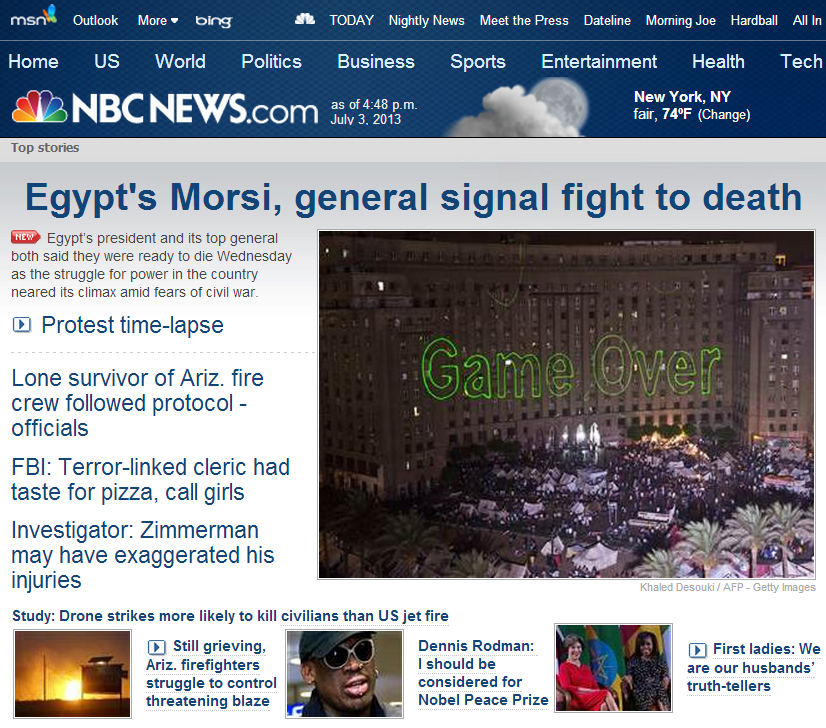 msn Outlook More bing TODAY Nightly News Meet the Press Dateline Morning Joe Hardball All In
Home US World Politics Business Sports Entertainment Health Tech
NBCNEWS.com
as of 4:48 p.m.
July 3, 2013
New York, NY
fair, 74ºF (Change)
Top stories
Egypt's Morsi, general signal fight to death
NEW Egypt's president and its top general
both said they were ready to die Wednesday
as the struggle for power in the country
neared its climax amid fears of civil war.
Protest time-lapse
Lone survivor of Ariz. fire
crew followed protocol -
officials
FBI: Terror-linked cleric had
taste for pizza, call girls
Investigator: Zimmerman
may have exaggerated his
injuries
Game Over
Khaled Desouki / AFP - Getty Images
Study: Drone strikes more likely to kill civilians than US jet fire
Still grieving,
Ariz. firefighters
struggle to control
threatening blaze
Dennis Rodman:
I should be
considered for
Nobel Peace Prize
First ladies: We
are our husbands'
truth-tellers